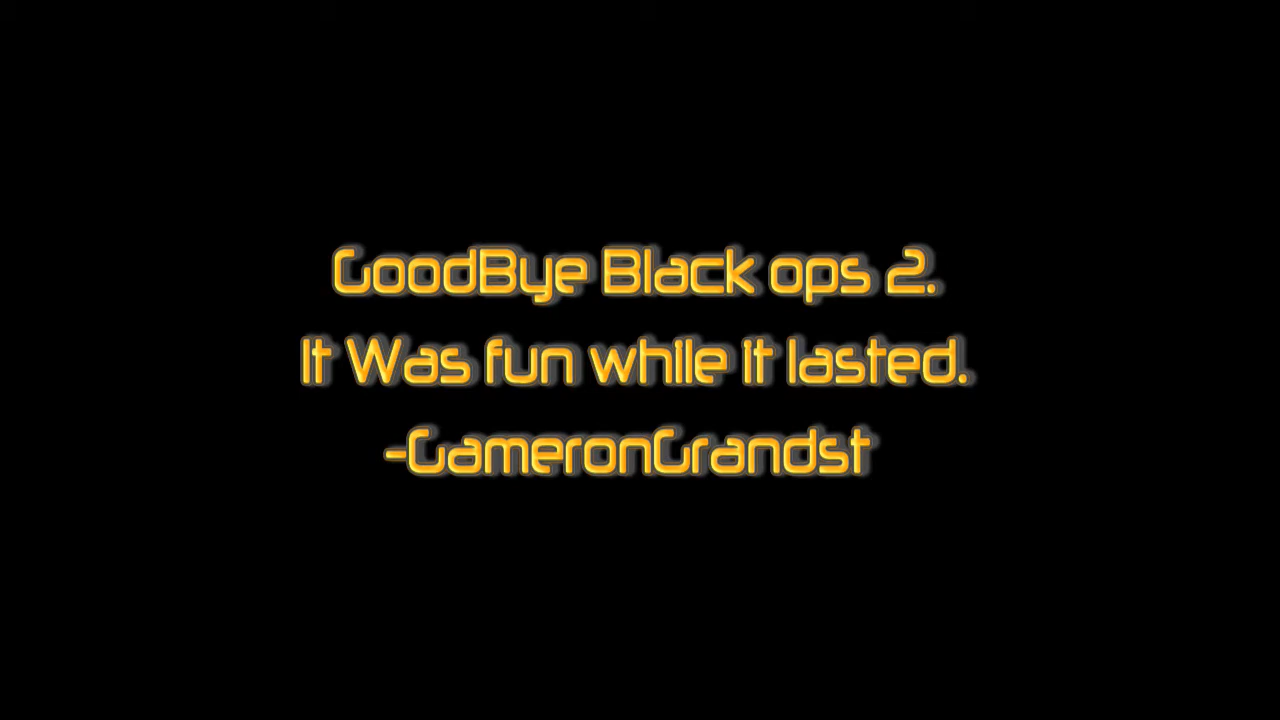 GoodBye Black ops 2.
It Was fun while it lasted.
-GameronGrandst